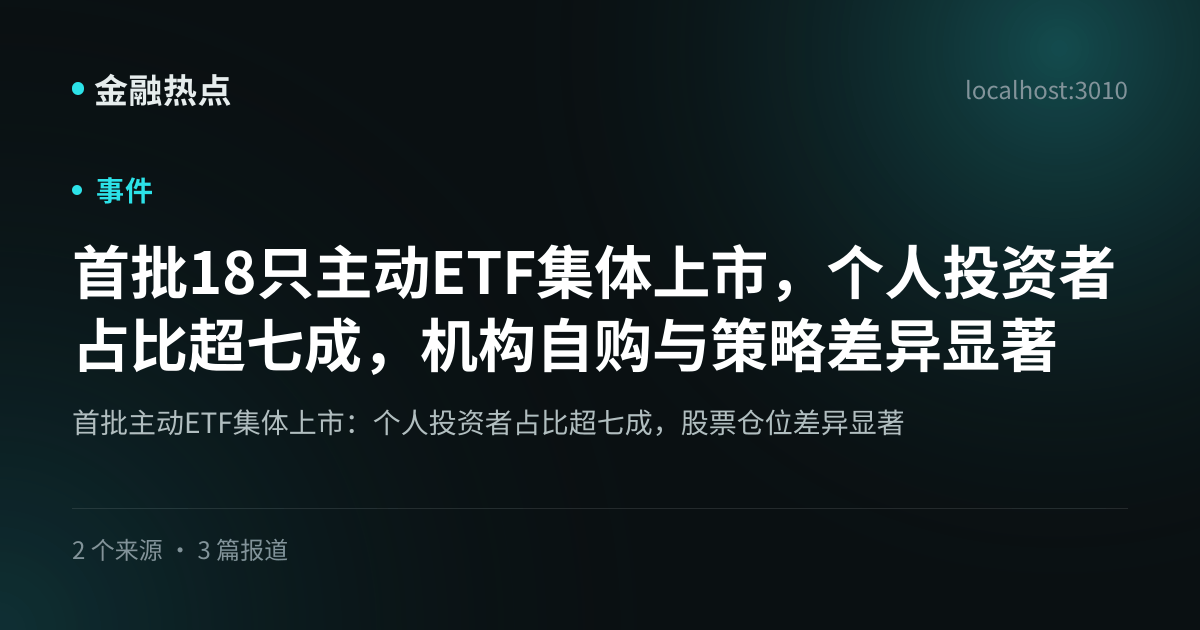 金融热点
localhost:3010
事件
首批18只主动ETF集体上市，个人投资者
占比超七成，机构自购与策略差异显著
首批主动ETF集体上市：个人投资者占比超七成，股票仓位差异显著
2 个来源 · 3 篇报道